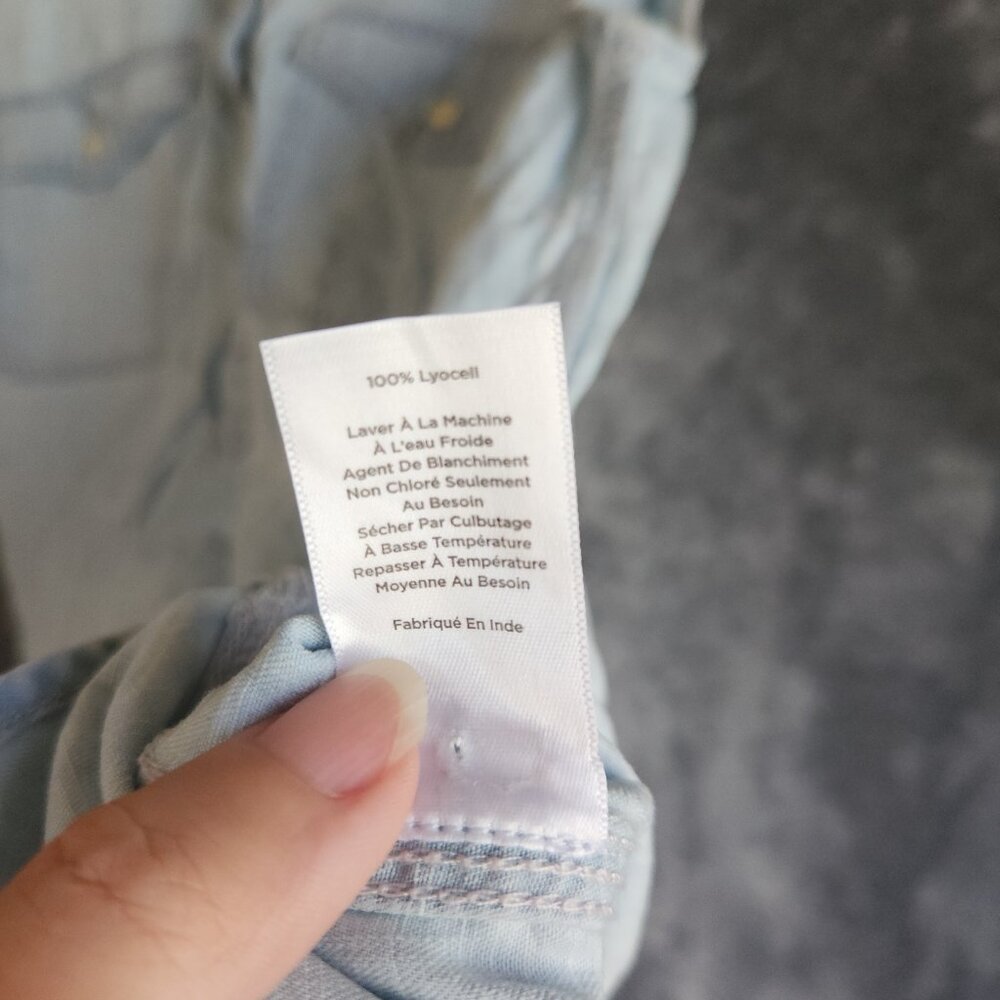 100% Lyocell
Laver À La Machine
À L'eau Froide
Agent De Blanchiment
Non Chloré Seulement
Au Besoin
Sécher Par Culbutage
À Basse Température
Repasser À Température
Moyenne Au Besoin
Fabriqué En Inde